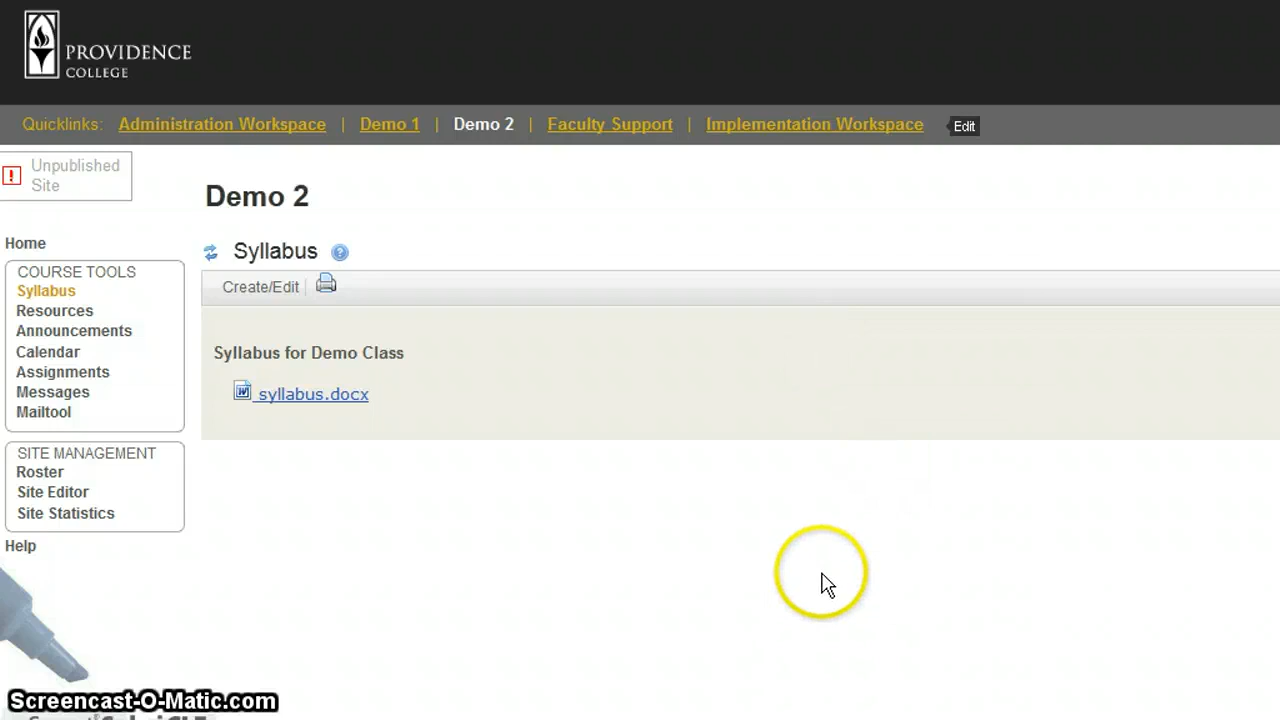 PROVIDENCE
COLLEGE
Quicklinks: Administration Workspace | Demo 1 | Demo 2 | Faculty Support | Implementation Workspace Edit
! Unpublished
Site
Demo 2
Home
Syllabus ?
COURSE TOOLS
Create/Edit
Syllabus
Resources
Announcements
Syllabus for Demo Class
Calendar
Assignments
W syllabus.docx
Messages
Mailtool
SITE MANAGEMENT
Roster
Site Editor
Site Statistics
Help
Screencast-O-Matic.com